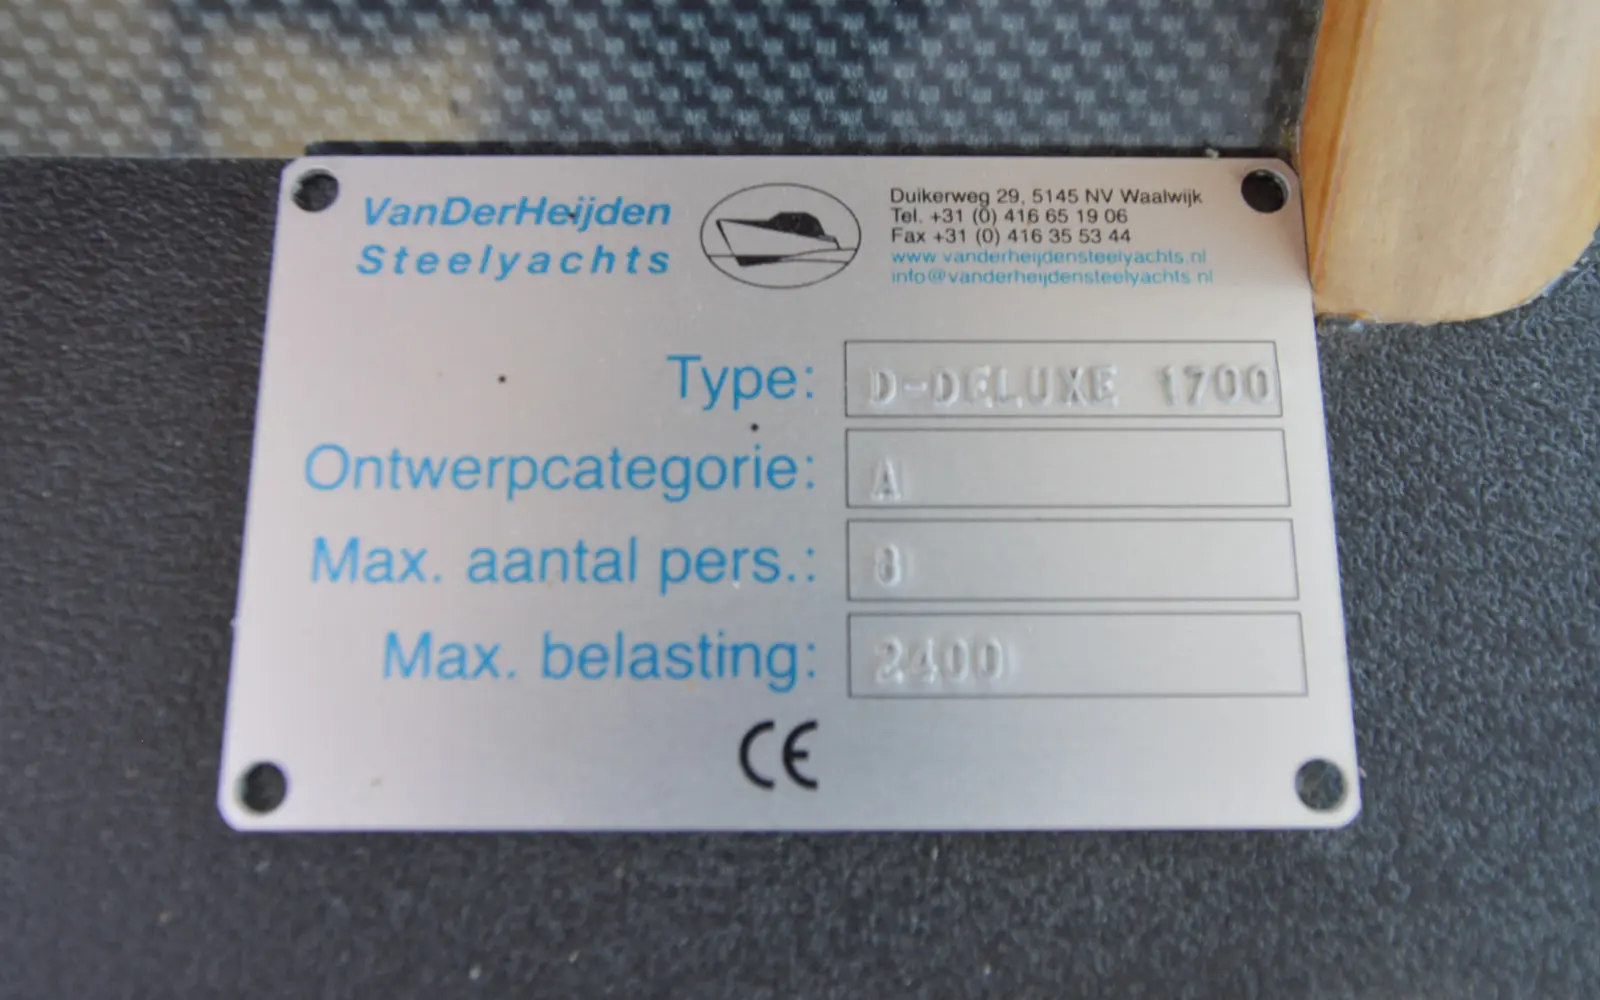 VanDerHeijden
Steelyachts
Duikerweg 29, 5145 NV Waalwijk
Tel. +31 (0) 416 65 19 06
Fax +31 (0) 416 35 53 44
www.vanderheijdensteelyachts.nl
info@vanderheijdensteelyachts.nl
Type: D-DELUXE 1700
Ontwerpcategorie: A
Max. aantal pers.: 8
Max. belasting: 2400
CE